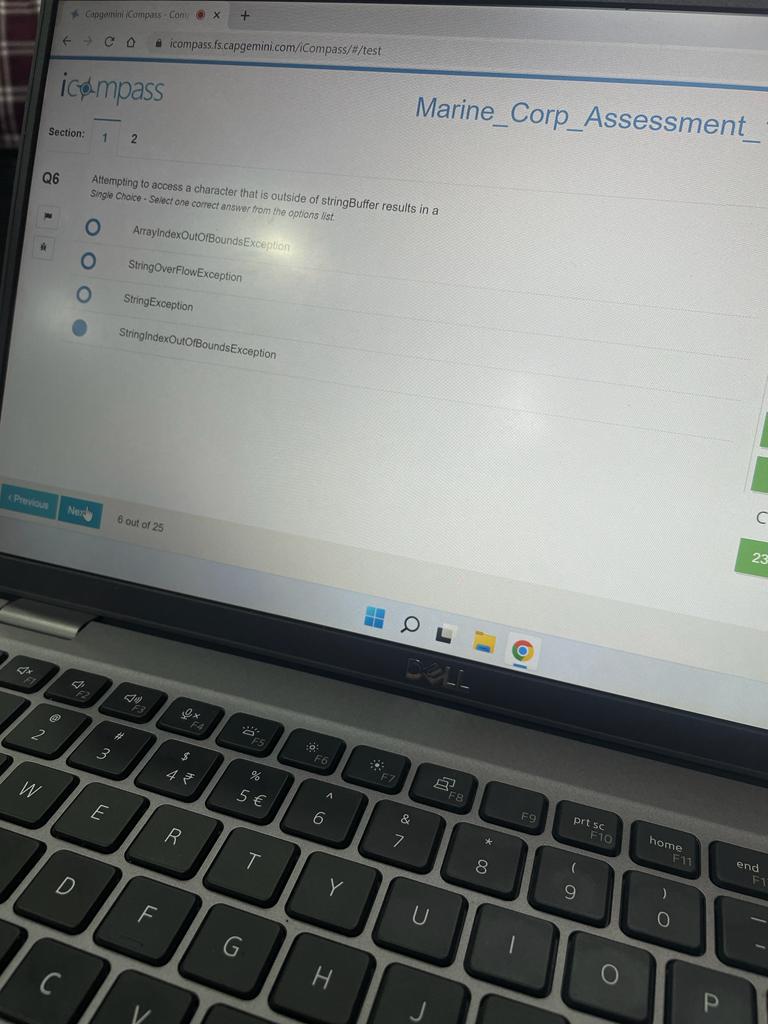 Capgemini iCompass - Com
icompass.fs.capgemini.com/iCompass/#/test
icompass
Marine_Corp_Assessment_
Section:
1
2
Q6
Attempting to access a character that is outside of stringBuffer results in a
Single Choice - Select one correct answer from the options list.
ArrayIndexOutOfBoundsException
StringOverFlowException
StringException
StringIndexOutOfBoundsException
Previous
Next
6 out of 25
C
23
DELL
F1
F2
F3
F4
F5
F6
F7
F8
F9
prt sc
F10
home
F11
end
@
2
#
3
$
4 ₹
%
5 €
^
6
&
7
*
8
(
9
)
0
W
E
R
T
Y
U
I
O
P
D
F
G
H
J
C
V